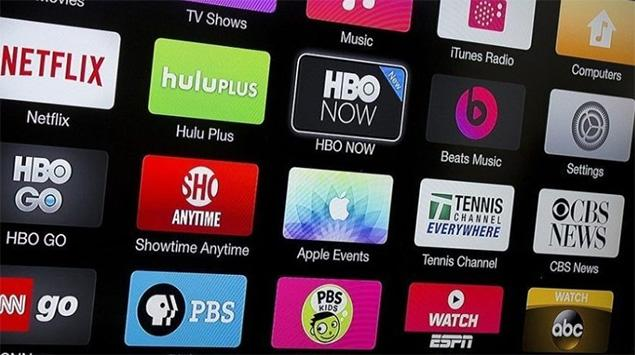 Movies
TV Shows
Music
iTunes Radio
Computers
NETFLIX
Netflix
huluPLUS
Hulu Plus
HBO
NOW
New
HBO NOW
Beats Music
Settings
HBO
GO
HBO GO
SHO
ANYTIME
Showtime Anytime
Apple Events
TENNIS
CHANNEL
EVERYWHERE
Tennis Channel
CBS
NEWS
CBS News
CNN go
PBS
PBS
KIDS
WATCH
ESPN
WATCH
abc